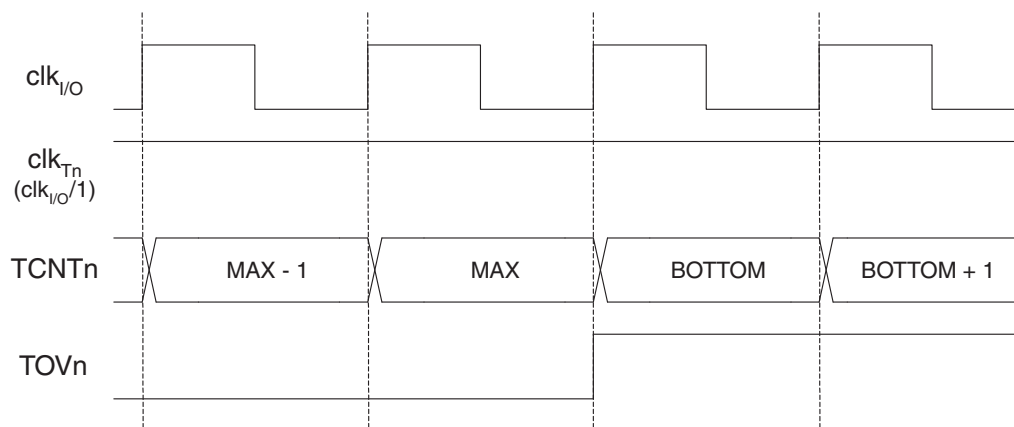 clkI/O
clkTn
(clkI/O/1)
TCNTn MAX - 1 MAX BOTTOM BOTTOM + 1
TOVn